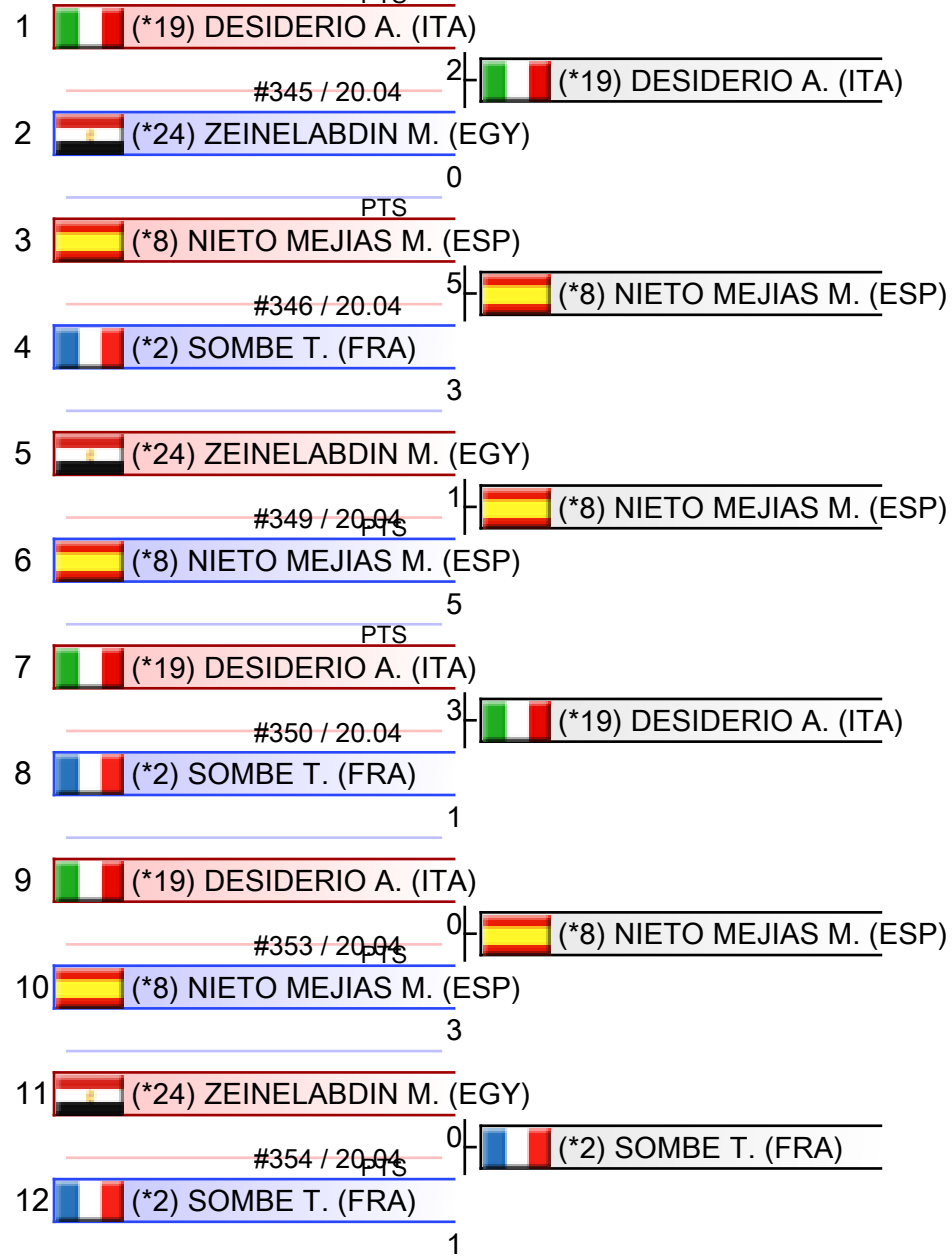 PTS
1 (*19) DESIDERIO A. (ITA)
2 (*19) DESIDERIO A. (ITA)
#345 / 20.04
2 (*24) ZEINELABDIN M. (EGY)
0
PTS
3 (*8) NIETO MEJIAS M. (ESP)
5 (*8) NIETO MEJIAS M. (ESP)
#346 / 20.04
4 (*2) SOMBE T. (FRA)
3
5 (*24) ZEINELABDIN M. (EGY)
1 (*8) NIETO MEJIAS M. (ESP)
#349 / 20.04
PTS
6 (*8) NIETO MEJIAS M. (ESP)
5
PTS
7 (*19) DESIDERIO A. (ITA)
3 (*19) DESIDERIO A. (ITA)
#350 / 20.04
8 (*2) SOMBE T. (FRA)
1
9 (*19) DESIDERIO A. (ITA)
0 (*8) NIETO MEJIAS M. (ESP)
#353 / 20.04
PTS
10 (*8) NIETO MEJIAS M. (ESP)
3
11 (*24) ZEINELABDIN M. (EGY)
0 (*2) SOMBE T. (FRA)
#354 / 20.04
PTS
12 (*2) SOMBE T. (FRA)
1